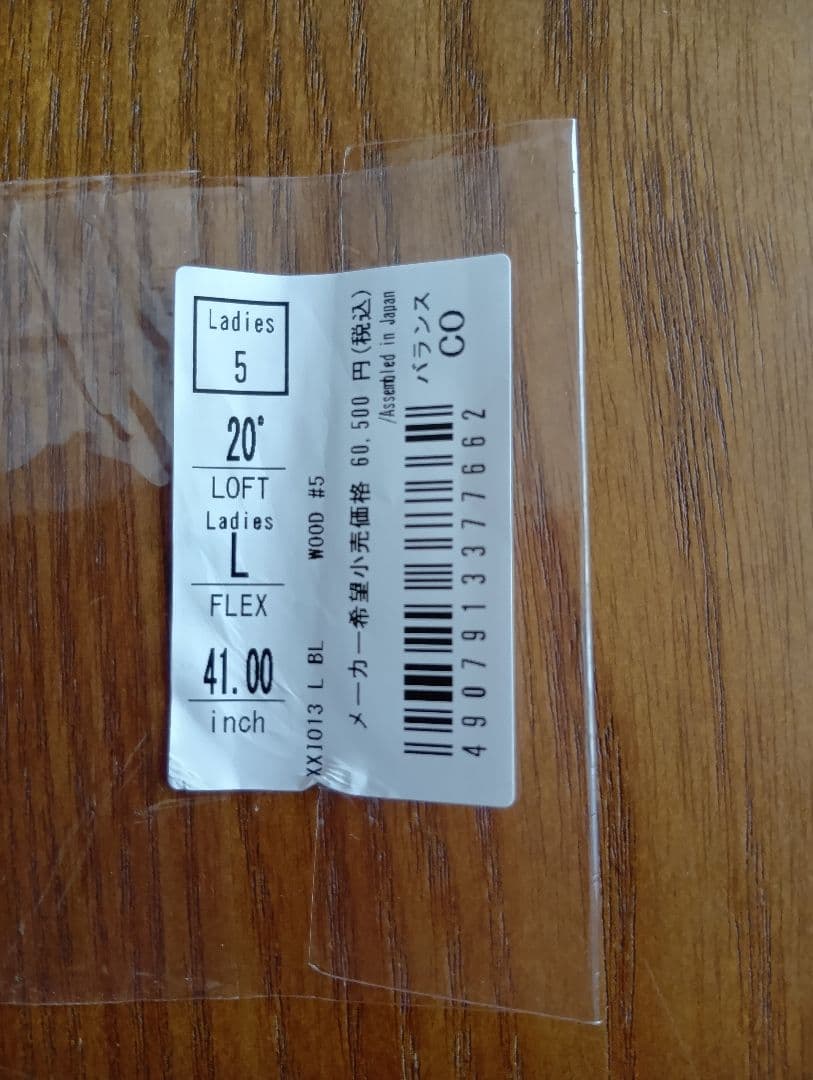 Ladies
5
20°
LOFT
Ladies
L
FLEX
41.00
inch
XXIO13 L BL WOOD #5
メーカー希望小売価格 60,500 円(税込)
/Assembled in Japan
バランス
C0
4907913377662